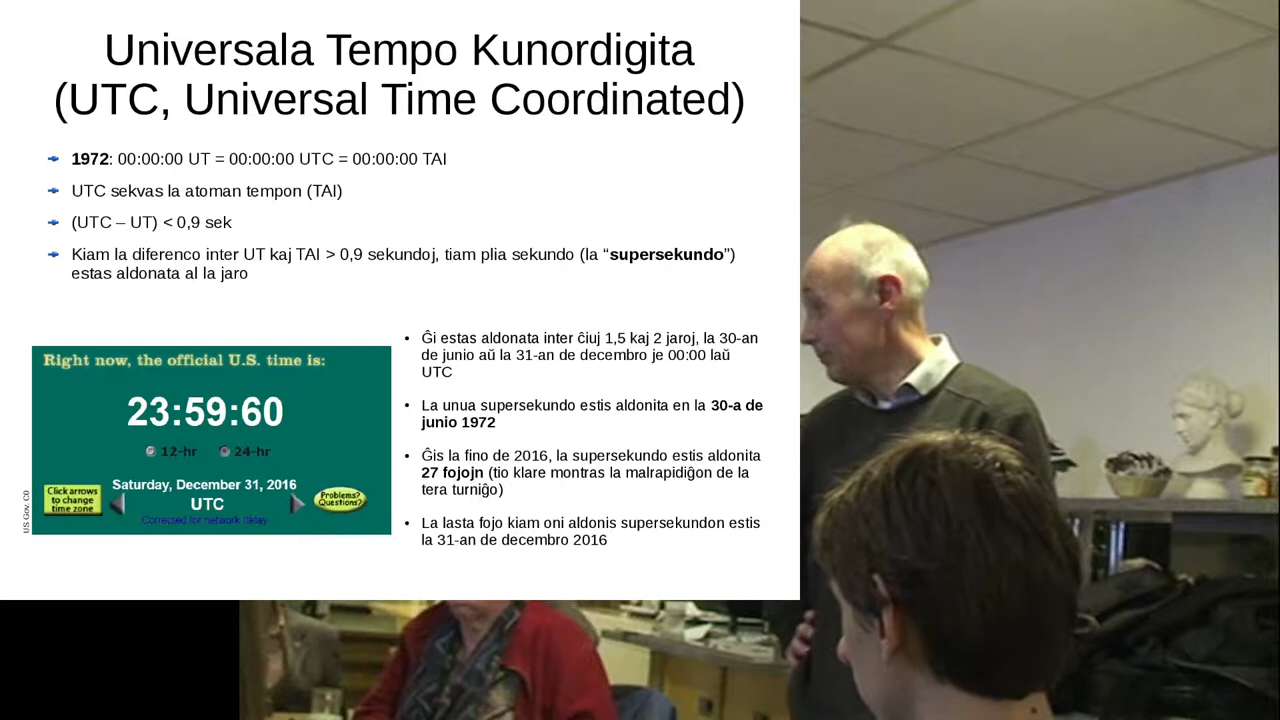 Universala Tempo Kunordigita
(UTC, Universal Time Coordinated)
1972: 00:00:00 UT = 00:00:00 UTC = 00:00:00 TAI
UTC sekvas la atoman tempon (TAI)
(UTC – UT) < 0,9 sek
Kiam la diferenco inter UT kaj TAI > 0,9 sekundoj, tiam plia sekundo (la “supersekundo”)
estas aldonata al la jaro
Right now, the official U.S. time is:
23:59:60
12-hr 24-hr
Saturday, December 31, 2016
UTC
Corrected for network delay
Click arrows
to change
time zone
Problems?
Questions?
US Gov, C0
Ĝi estas aldonata inter ĉiuj 1,5 kaj 2 jaroj, la 30-an
de junio aŭ la 31-an de decembro je 00:00 laŭ
UTC
La unua supersekundo estis aldonita en la 30-a de
junio 1972
Ĝis la fino de 2016, la supersekundo estis aldonita
27 fojojn (tio klare montras la malrapidiĝon de la
tera turniĝo)
La lasta fojo kiam oni aldonis supersekundon estis
la 31-an de decembro 2016